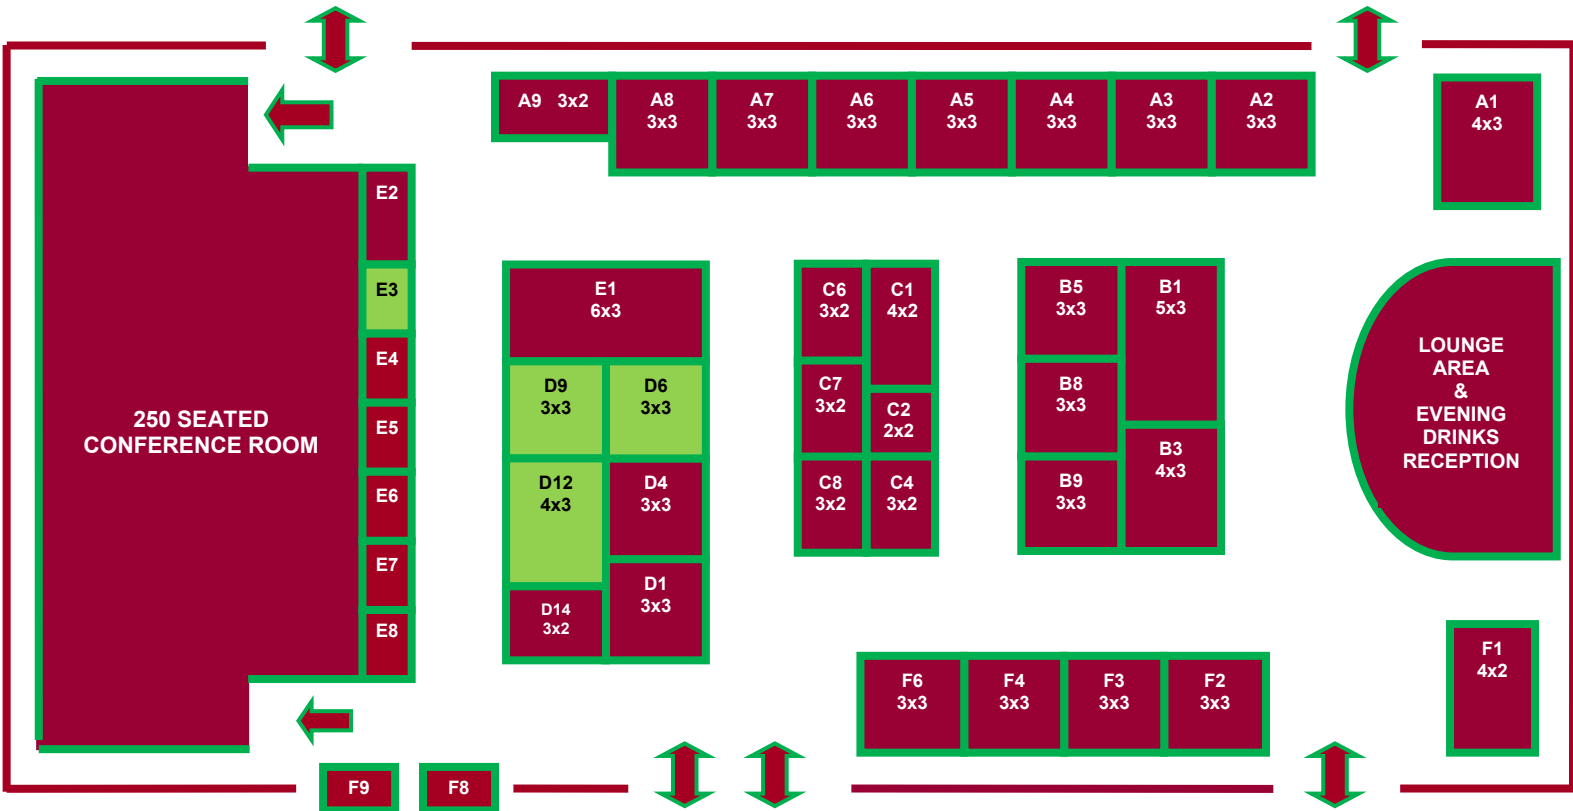 A9 3x2
A8
3x3
A7
3x3
A6
3x3
A5
3x3
A4
3x3
A3
3x3
A2
3x3
A1
4x3
E2
E3
E4
E5
E6
E7
E8
250 SEATED
CONFERENCE ROOM
E1
6x3
D9
3x3
D6
3x3
D12
4x3
D4
3x3
D14
3x2
D1
3x3
C6
3x2
C1
4x2
C7
3x2
C2
2x2
C8
3x2
C4
3x2
B5
3x3
B1
5x3
B8
3x3
B3
4x3
B9
3x3
LOUNGE
AREA
&
EVENING
DRINKS
RECEPTION
F6
3x3
F4
3x3
F3
3x3
F2
3x3
F1
4x2
F9
F8